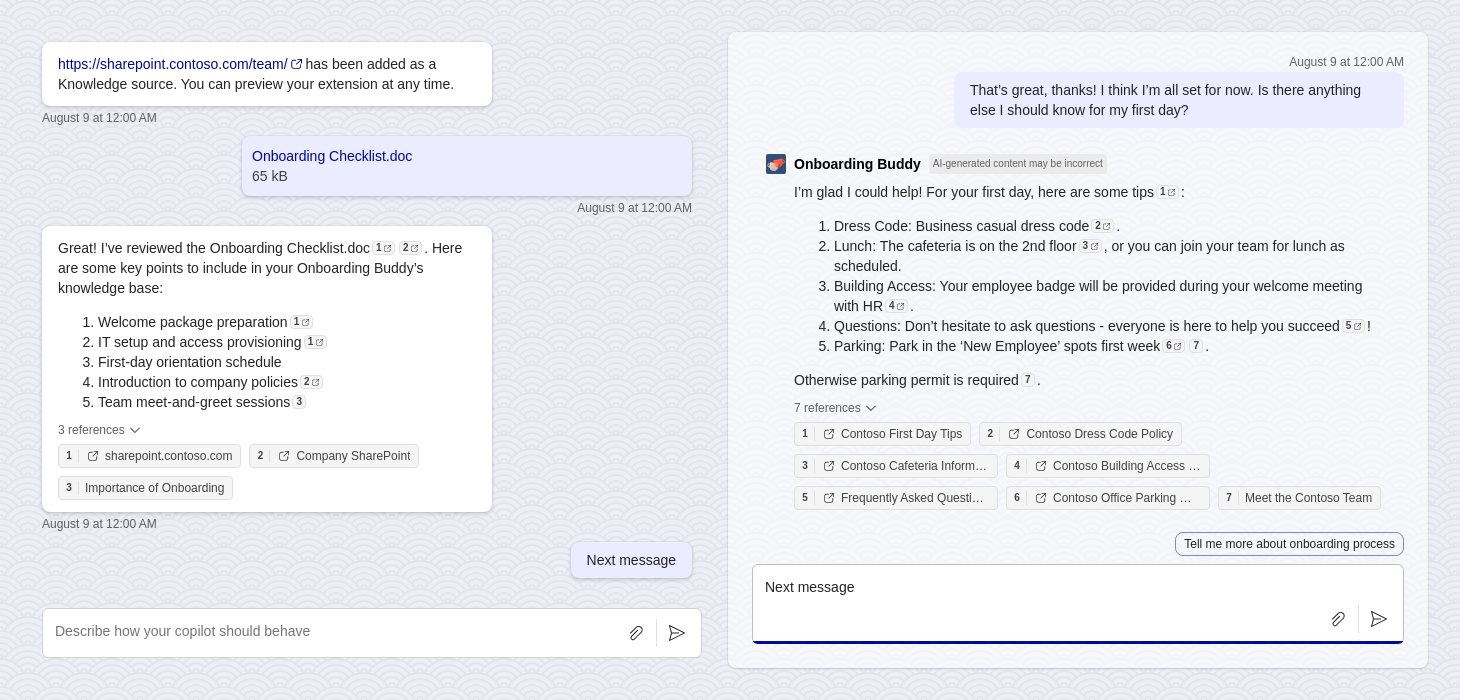 https://sharepoint.contoso.com/team/ has been added as a
Knowledge source. You can preview your extension at any time.
August 9 at 12:00 AM
Onboarding Checklist.doc
65 kB
August 9 at 12:00 AM
Great! I’ve reviewed the Onboarding Checklist.doc 1 2 . Here
are some key points to include in your Onboarding Buddy’s
knowledge base:
1. Welcome package preparation 1
2. IT setup and access provisioning 1
3. First-day orientation schedule
4. Introduction to company policies 2
5. Team meet-and-greet sessions 3
3 references
1 sharepoint.contoso.com 2 Company SharePoint
3 Importance of Onboarding
August 9 at 12:00 AM
Next message
Describe how your copilot should behave
August 9 at 12:00 AM
That’s great, thanks! I think I’m all set for now. Is there anything
else I should know for my first day?
Onboarding Buddy AI-generated content may be incorrect
I’m glad I could help! For your first day, here are some tips 1 :
1. Dress Code: Business casual dress code 2 .
2. Lunch: The cafeteria is on the 2nd floor 3 , or you can join your team for lunch as
scheduled.
3. Building Access: Your employee badge will be provided during your welcome meeting
with HR 4 .
4. Questions: Don’t hesitate to ask questions - everyone is here to help you succeed 5 !
5. Parking: Park in the ‘New Employee’ spots first week 6 7 .
Otherwise parking permit is required 7 .
7 references
1 Contoso First Day Tips 2 Contoso Dress Code Policy
3 Contoso Cafeteria Inform… 4 Contoso Building Access …
5 Frequently Asked Questi… 6 Contoso Office Parking … 7 Meet the Contoso Team
Tell me more about onboarding process
Next message